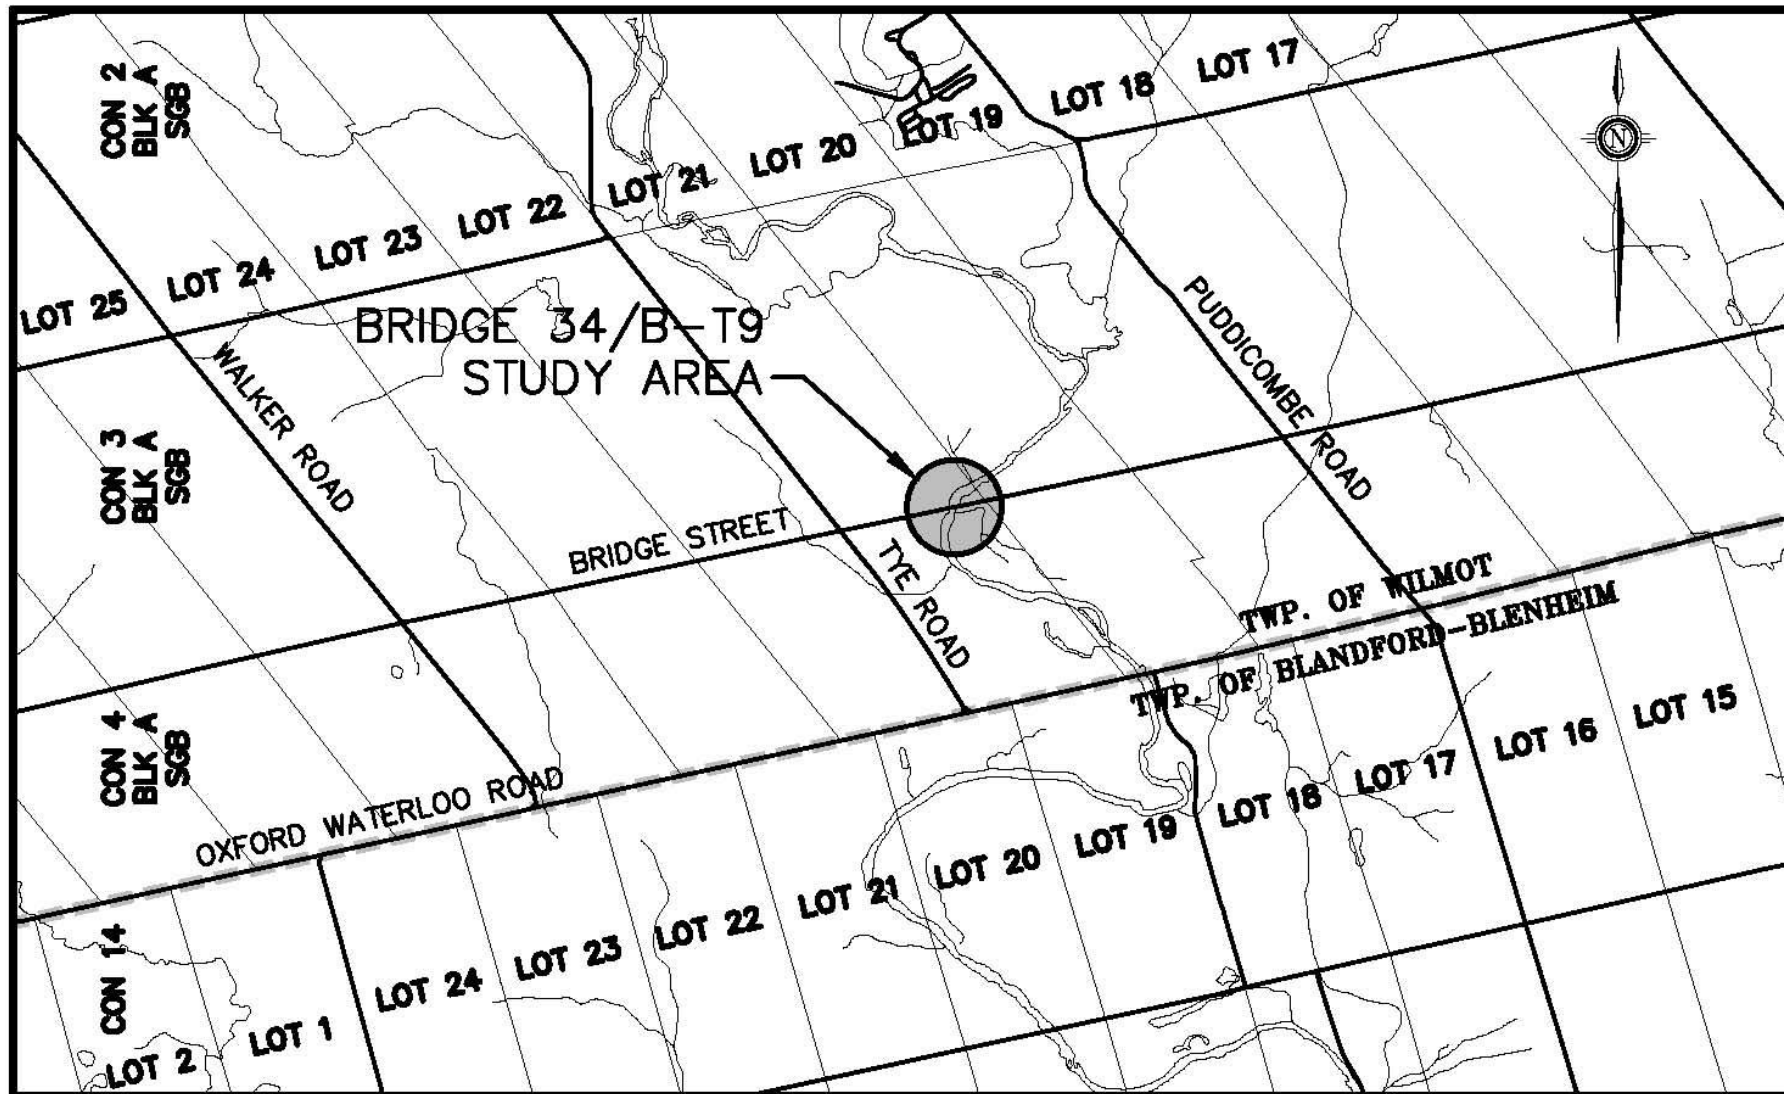 CON 2
BLK A
SGB
LOT 25
LOT 24
LOT 23
LOT 22
LOT 21
LOT 20
LOT 19
LOT 18
LOT 17
N
BRIDGE 34/B-T9
STUDY AREA
WALKER ROAD
PUDDICOMBE ROAD
CON 3
BLK A
SGB
BRIDGE STREET
TYE ROAD
TWP. OF WILMOT
TWP. OF BLANDFORD-BLENHEIM
CON 4
BLK A
SGB
OXFORD WATERLOO ROAD
CON 14
LOT 2
LOT 1
LOT 24
LOT 23
LOT 22
LOT 21
LOT 20
LOT 19
LOT 18
LOT 17
LOT 16
LOT 15